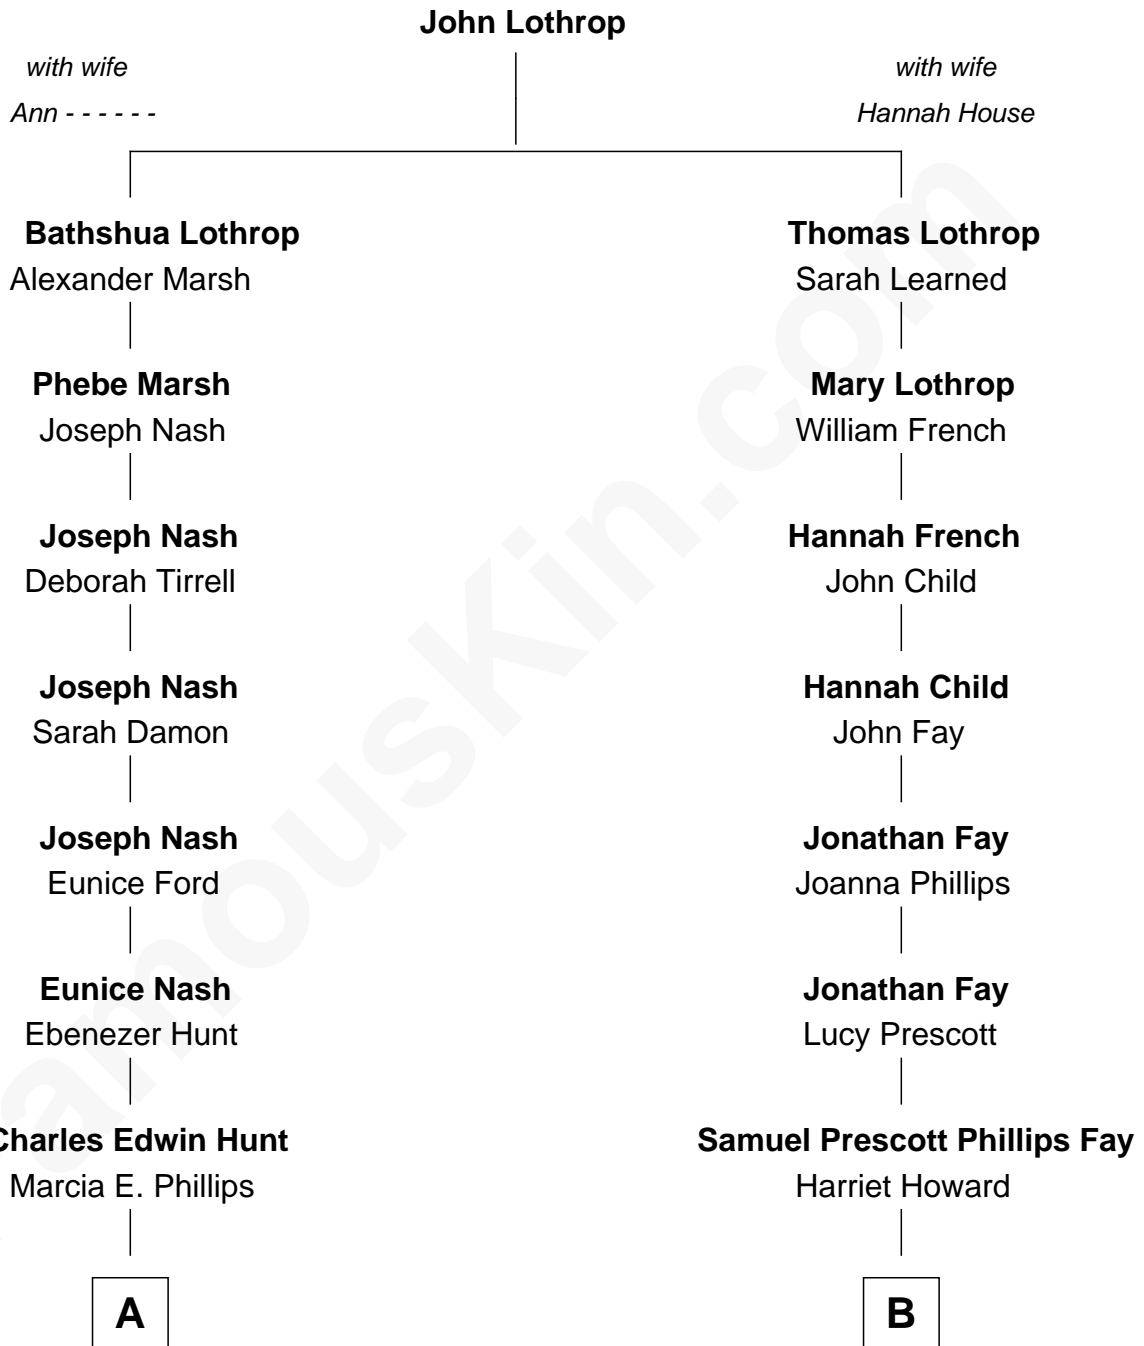 John Lothrop
with wife
Ann - - - - - -
with wife
Hannah House
Bathshua Lothrop
Alexander Marsh
Thomas Lothrop
Sarah Learned
Phebe Marsh
Joseph Nash
Mary Lothrop
William French
Joseph Nash
Deborah Tirrell
Hannah French
John Child
Joseph Nash
Sarah Damon
Hannah Child
John Fay
Joseph Nash
Eunice Ford
Jonathan Fay
Joanna Phillips
Eunice Nash
Ebenezer Hunt
Jonathan Fay
Lucy Prescott
Charles Edwin Hunt
Marcia E. Phillips
Samuel Prescott Phillips Fay
Harriet Howard
A
B
amouskin.com